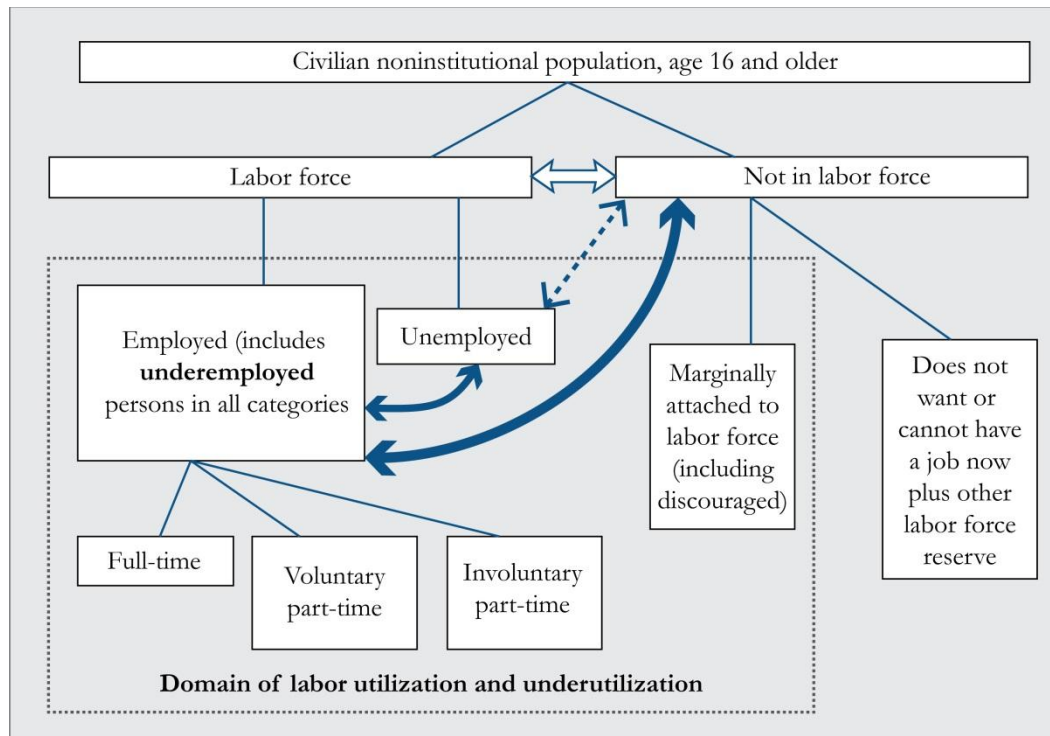 Civilian noninstitutional population, age 16 and older
Labor force
Not in labor force
Employed (includes
underemployed
persons in all categories
Unemployed
Marginally
attached to
labor force
(including
discouraged)
Does not
want or
cannot have
a job now
plus other
labor force
reserve
Full-time
Voluntary
part-time
Involuntary
part-time
Domain of labor utilization and underutilization